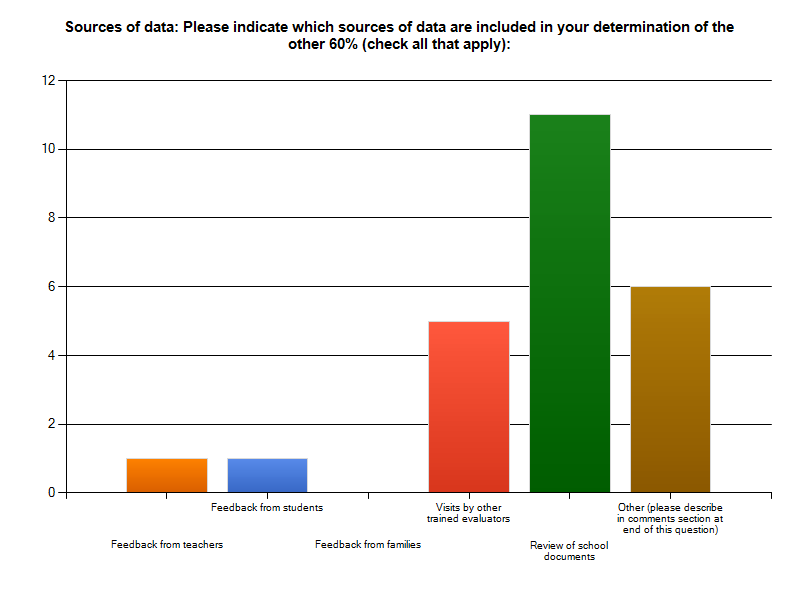 Sources of data: Please indicate which sources of data are included in your determination of the
other 60% (check all that apply):
12
10
8
6
4
2
0
Feedback from students
Visits by other
trained evaluators
Other (please describe
in comments section at
end of this question)
Feedback from teachers
Feedback from families
Review of school
documents